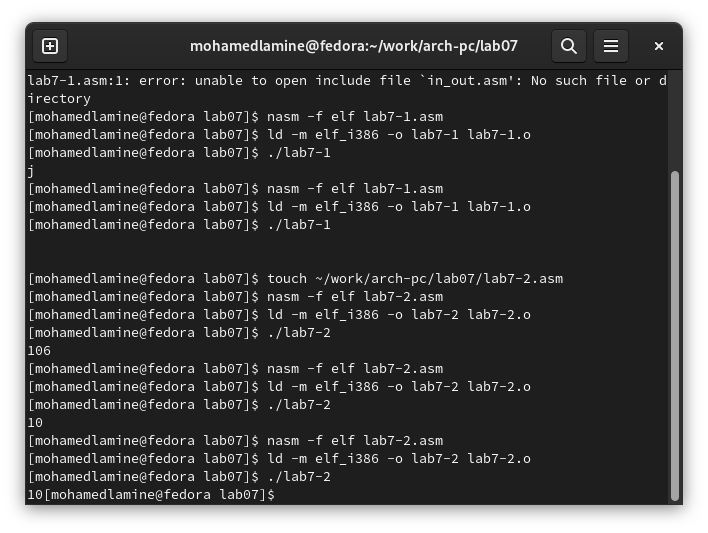 mohamedlamine@fedora:~/work/arch-pc/lab07
lab7-1.asm:1: error: unable to open include file `in_out.asm': No such file or d
irectory
[mohamedlamine@fedora lab07]$ nasm -f elf lab7-1.asm
[mohamedlamine@fedora lab07]$ ld -m elf_i386 -o lab7-1 lab7-1.o
[mohamedlamine@fedora lab07]$ ./lab7-1
j
[mohamedlamine@fedora lab07]$ nasm -f elf lab7-1.asm
[mohamedlamine@fedora lab07]$ ld -m elf_i386 -o lab7-1 lab7-1.o
[mohamedlamine@fedora lab07]$ ./lab7-1
[mohamedlamine@fedora lab07]$ touch ~/work/arch-pc/lab07/lab7-2.asm
[mohamedlamine@fedora lab07]$ nasm -f elf lab7-2.asm
[mohamedlamine@fedora lab07]$ ld -m elf_i386 -o lab7-2 lab7-2.o
[mohamedlamine@fedora lab07]$ ./lab7-2
106
[mohamedlamine@fedora lab07]$ nasm -f elf lab7-2.asm
[mohamedlamine@fedora lab07]$ ld -m elf_i386 -o lab7-2 lab7-2.o
[mohamedlamine@fedora lab07]$ ./lab7-2
10
[mohamedlamine@fedora lab07]$ nasm -f elf lab7-2.asm
[mohamedlamine@fedora lab07]$ ld -m elf_i386 -o lab7-2 lab7-2.o
[mohamedlamine@fedora lab07]$ ./lab7-2
10[mohamedlamine@fedora lab07]$